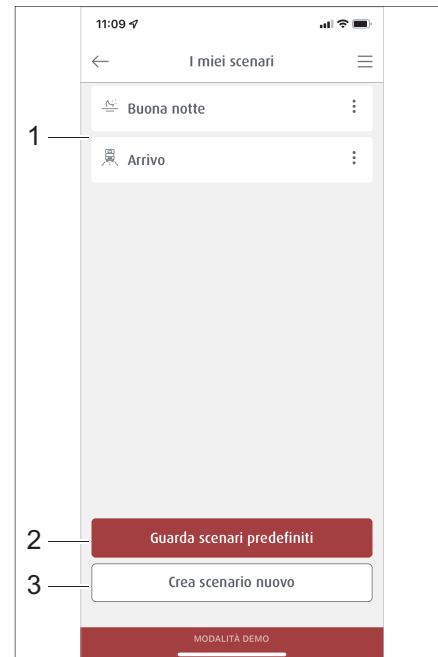 11:09
I miei scenari
1
Buona notte
Arrivo
2
Guarda scenari predefiniti
3
Crea scenario nuovo
MODALITÀ DEMO